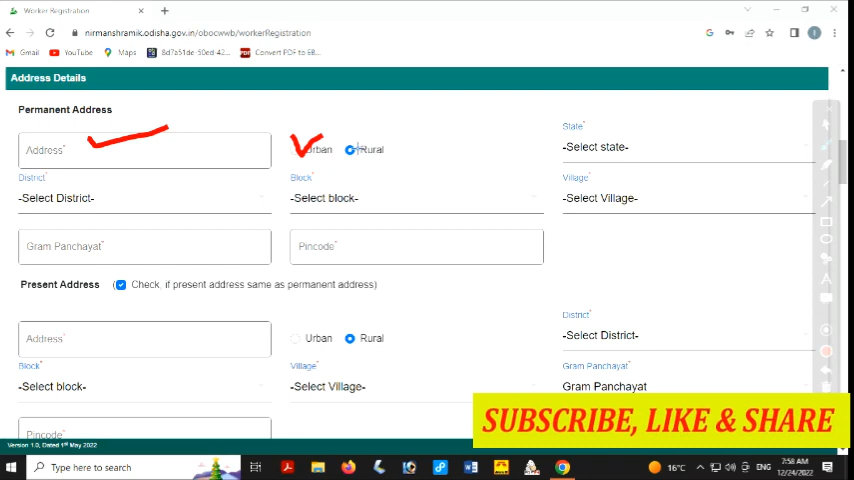 Worker Registration
nirmanshramik.odisha.gov.in/obocwwb/workerRegistration
Gmail YouTube Maps 8d7a51de-50ed-42... Convert PDF to EB...
Address Details
Permanent Address
Address* Urban Rural State*
-Select state-
District* Block* Village*
-Select District- -Select block- -Select Village-
Gram Panchayat* Pincode*
Present Address (Check, if present address same as permanent address)
Address* Urban Rural District*
-Select District-
Block* Village* Gram Panchayat*
-Select block- -Select Village- Gram Panchayat
Pincode*
SUBSCRIBE, LIKE & SHARE
Version 1.0, Dated 1st May 2022
Type here to search 16°C ENG 7:58 AM
12/24/2022